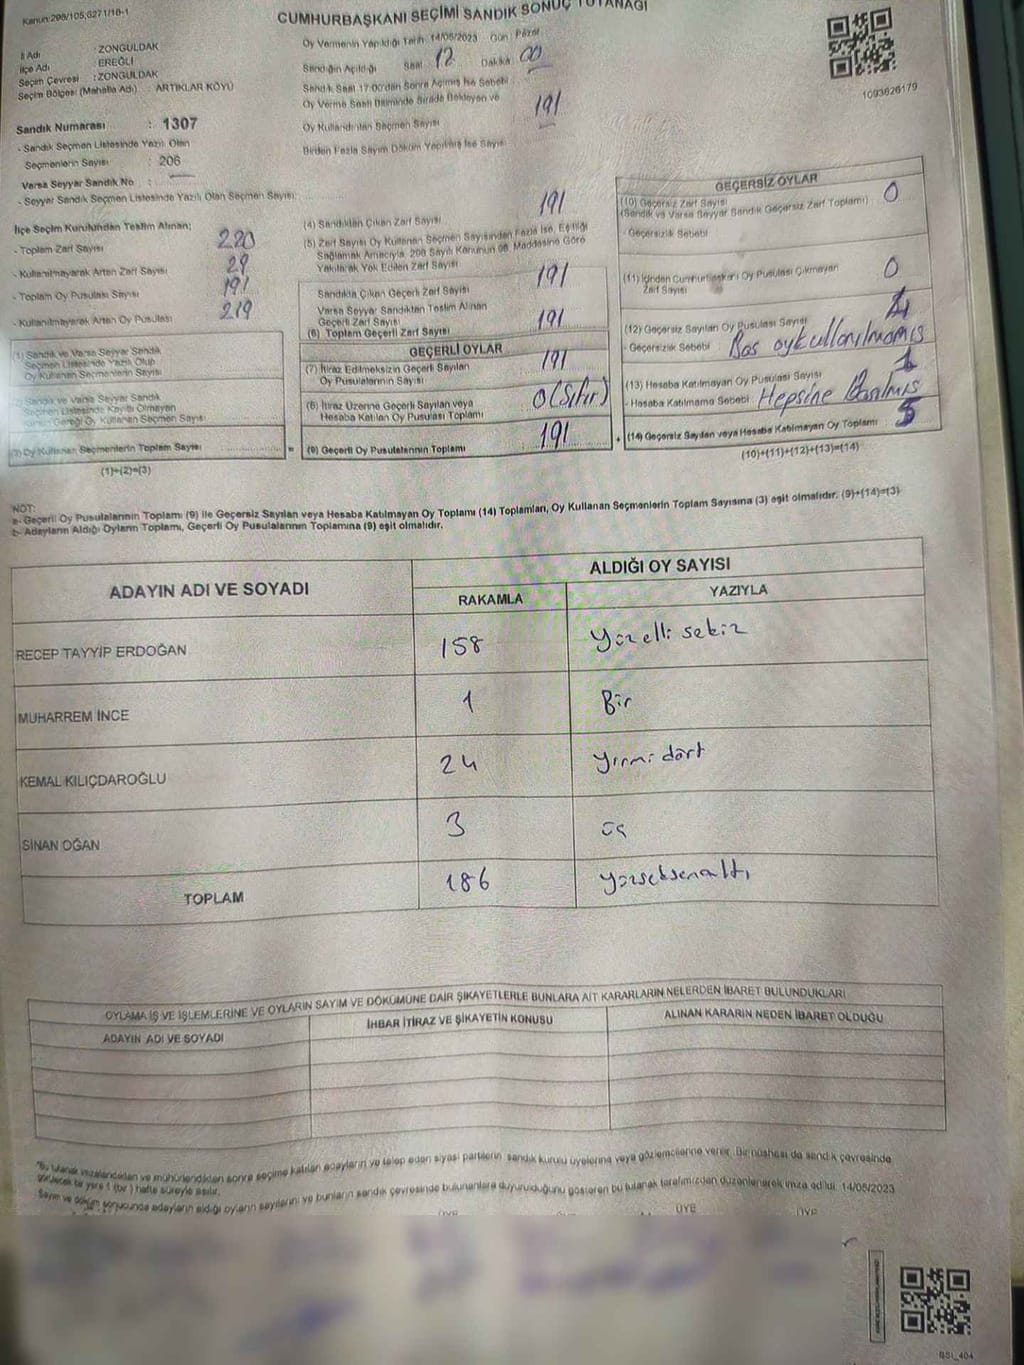 Kanun:298/105,6271/18-1
CUMHURBAŞKANI SEÇİMİ SANDIK SONUÇ TUTANAĞI
İl Adı : ZONGULDAK
İlçe Adı : EREĞLİ
Seçim Çevresi : ZONGULDAK
Seçim Bölgesi (Mahalle Adı) : ARTIKLAR KÖYÜ
Sandık Numarası : 1307
- Sandık Seçmen Listesinde Yazılı Olan
Seçmenlerin Sayısı : 206
Varsa Seyyar Sandık No :
- Seyyar Sandık Seçmen Listesinde Yazılı Olan Seçmen Sayısı:
Oy Vermenin Yapıldığı Tarih: 14/05/2023 Gün: Pazar
Sandığın Açıldığı Saat 17 Dakika 00
Sandık Saat 17:00'dan Sonra Açılmış İse Sebebi
Oy Verme Saati Bitiminde Sırada Bekleyen ve
Oy Kullandırılan Seçmen Sayısı 191
Birden Fazla Sayım Döküm Yapılmış İse Sayısı
1093626179
İlçe Seçim Kurulundan Teslim Alınan;
- Toplam Zarf Sayısı 220
- Kullanılmayarak Artan Zarf Sayısı 29
- Toplam Oy Pusulası Sayısı 191
- Kullanılmayarak Artan Oy Pusulası 219
(1) Sandık ve Varsa Seyyar Sandık
Seçmen Listesinde Yazılı Olup
Oy Kullanan Seçmenlerin Sayısı
(2) Sandık ve Varsa Seyyar Sandık
Seçmen Listesinde Kayıtlı Olmayan
Kanun Gereği Oy Kullanan Seçmen Sayısı
(3) Oy Kullanan Seçmenlerin Toplam Sayısı =
(1)+(2)=(3)
(4) Sandıktan Çıkan Zarf Sayısı 191
(5) Zarf Sayısı Oy Kullanan Seçmen Sayısından Fazla İse, Eşitliği
Sağlamak Amacıyla, 298 Sayılı Kanunun 98. Maddesine Göre
Yakılarak Yok Edilen Zarf Sayısı
Sandıkta Çıkan Geçerli Zarf Sayısı 191
Varsa Seyyar Sandıktan Teslim Alınan
Geçerli Zarf Sayısı
(6) Toplam Geçerli Zarf Sayısı 191
GEÇERLİ OYLAR
(7) İtiraz Edilmeksizin Geçerli Sayılan
Oy Pusulalarının Sayısı 191
(8) İtiraz Üzerine Geçerli Sayılan veya
Hesaba Katılan Oy Pusulası Toplamı 0(Sıfır)
(9) Geçerli Oy Pusulalarının Toplamı 191 +
GEÇERSİZ OYLAR
(10) Geçersiz Zarf Sayısı 0
(Sandık ve Varsa Seyyar Sandık Geçersiz Zarf Toplamı)
- Geçersizlik Sebebi
(11) İçinden Cumhurbaşkanı Oy Pusulası Çıkmayan
Zarf Sayısı 0
(12) Geçersiz Sayılan Oy Pusulası Sayısı 4
- Geçersizlik Sebebi Boş oy kullanılmamış
(13) Hesaba Katılmayan Oy Pusulası Sayısı 1
- Hesaba Katılmama Sebebi Hepsine Basılmış
(14) Geçersiz Sayılan veya Hesaba Katılmayan Oy Toplamı 5
(10)+(11)+(12)+(13)=(14)
NOT:
a- Geçerli Oy Pusulalarının Toplamı (9) ile Geçersiz Sayılan veya Hesaba Katılmayan Oy Toplamı (14) Toplamları, Oy Kullanan Seçmenlerin Toplam Sayısına (3) eşit olmalıdır. (9)+(14)=(3)
b- Adayların Aldığı Oyların Toplamı, Geçerli Oy Pusulalarının Toplamına (9) eşit olmalıdır.
ADAYIN ADI VE SOYADI
ALDIĞI OY SAYISI
RAKAMLA YAZIYLA
RECEP TAYYİP ERDOĞAN 158 yüzelli sekiz
MUHARREM İNCE 1 Bir
KEMAL KILIÇDAROĞLU 24 yirmi dört
SİNAN OĞAN 3 üç
TOPLAM 186 yüzseksenaltı
OYLAMA İŞ VE İŞLEMLERİNE VE OYLARIN SAYIM VE DÖKÜMÜNE DAİR ŞİKAYETLERLE BUNLARA AİT KARARLARIN NELERDEN İBARET BULUNDUKLARI
ADAYIN ADI VE SOYADI İHBAR İTİRAZ VE ŞİKAYETİN KONUSU ALINAN KARARIN NEDEN İBARET OLDUĞU
"Bu tutanak imzalandıktan ve mühürlendikten sonra seçime katılan adayların ve talep eden siyasi partilerin sandık kurulu üyelerine veya gözlemcilerine verilir. Bir nüshası da sandık çevresinde
görülecek bir yere 1 (bir) hafta süreyle asılır.
Sayım ve döküm sonucunda adayların aldığı oyların sayılarını ve bunların sandık çevresinde bulunanlara duyurulduğunu gösteren bu tutanak tarafımızdan düzenlenerek imza edildi. 14/05/2023
ÜYE ÜYE ÜYE
BSI_404